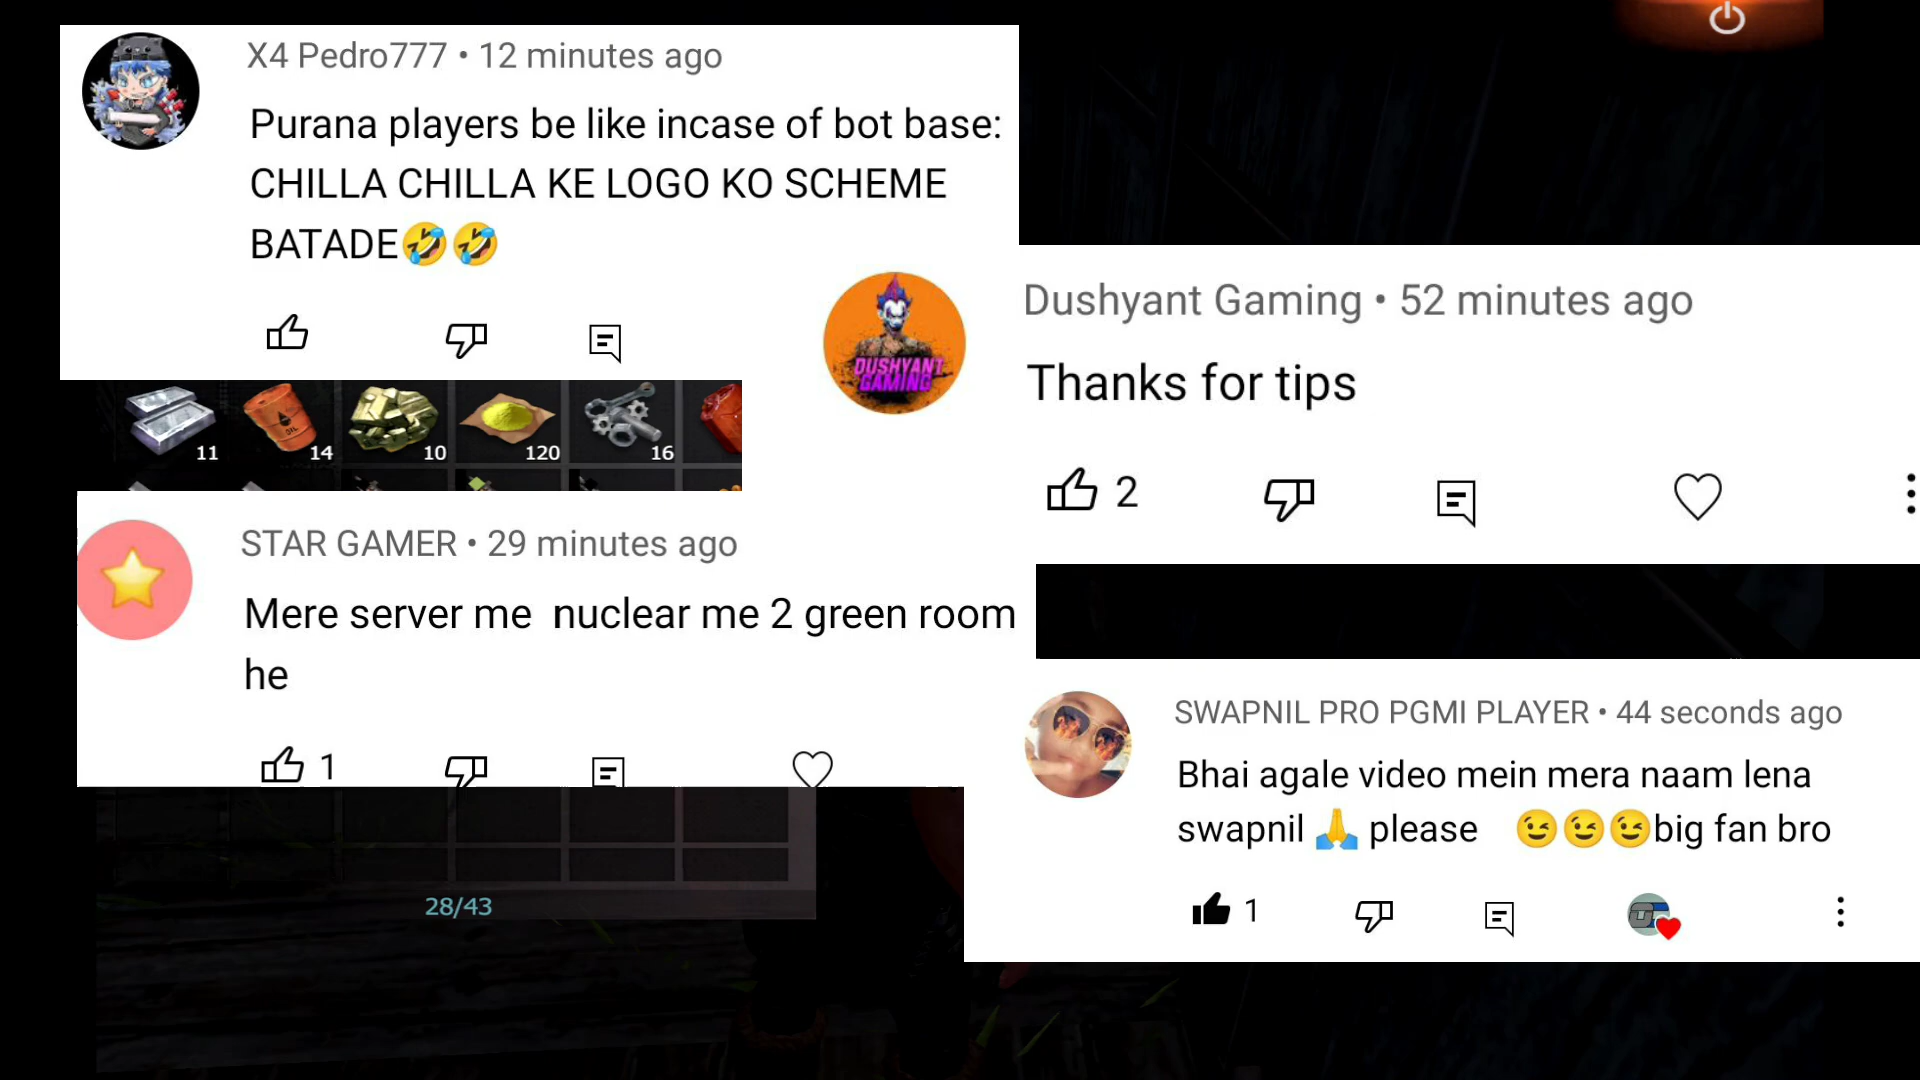 X4 Pedro777 • 12 minutes ago
Purana players be like incase of bot base:
CHILLA CHILLA KE LOGO KO SCHEME
BATADE🤣🤣
DUSHYANT
GAMING
Dushyant Gaming • 52 minutes ago
Thanks for tips
2
OIL
11
14
10
120
16
STAR GAMER • 29 minutes ago
Mere server me nuclear me 2 green room
he
1
SWAPNIL PRO PGMI PLAYER • 44 seconds ago
Bhai agale video mein mera naam lena
swapnil 🙏 please 😉😉😉big fan bro
1
28/43